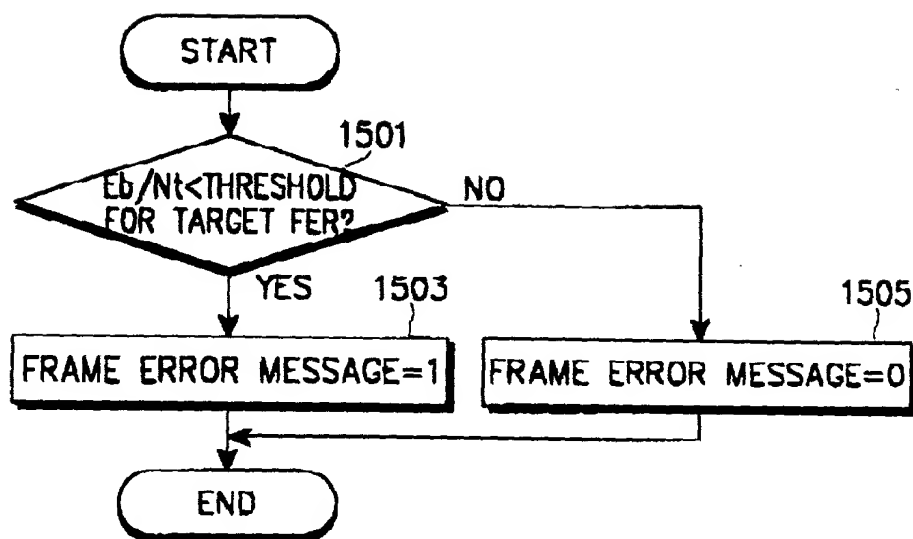 START
1501
Eb/Nt<THRESHOLD
FOR TARGET FER?
NO
YES
1503
1505
FRAME ERROR MESSAGE=1
FRAME ERROR MESSAGE=0
END